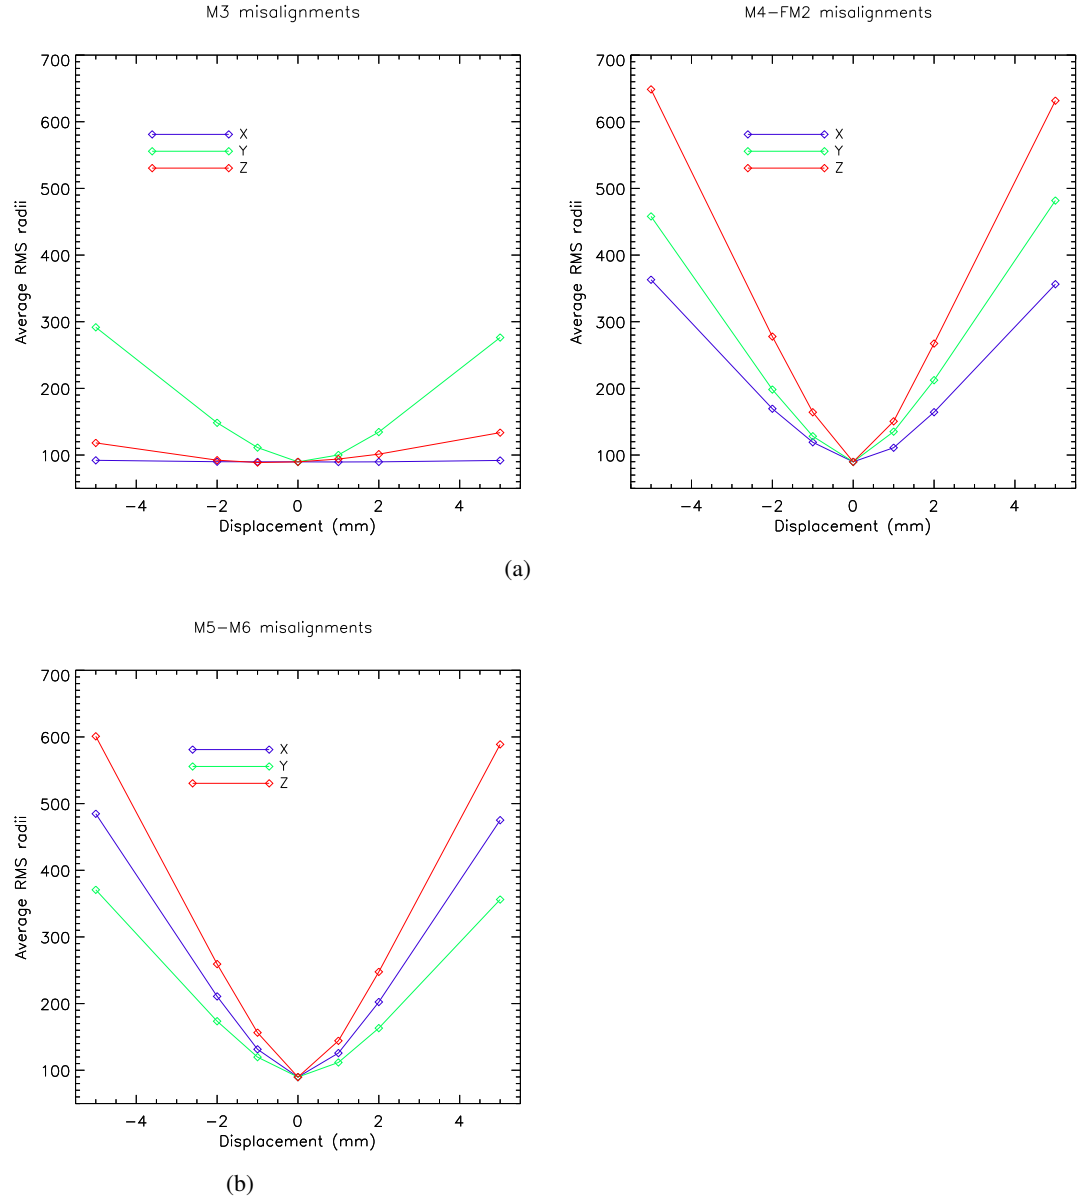 M3 misalignments
M4-FM2 misalignments
700
600
500
400
300
200
100
Average RMS radii
X
Y
Z
-4 -2 0 2 4
Displacement (mm)
700
600
500
400
300
200
100
Average RMS radii
X
Y
Z
-4 -2 0 2 4
Displacement (mm)
(a)
M5-M6 misalignments
700
600
500
400
300
200
100
Average RMS radii
X
Y
Z
-4 -2 0 2 4
Displacement (mm)
(b)